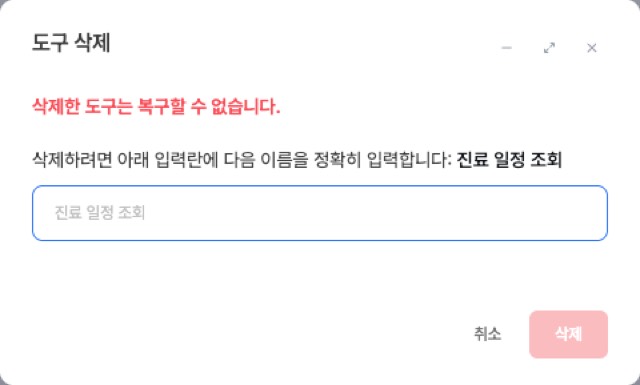 도구 삭제
삭제한 도구는 복구할 수 없습니다.
삭제하려면 아래 입력란에 다음 이름을 정확히 입력합니다: 진료 일정 조회
진료 일정 조회
취소 삭제